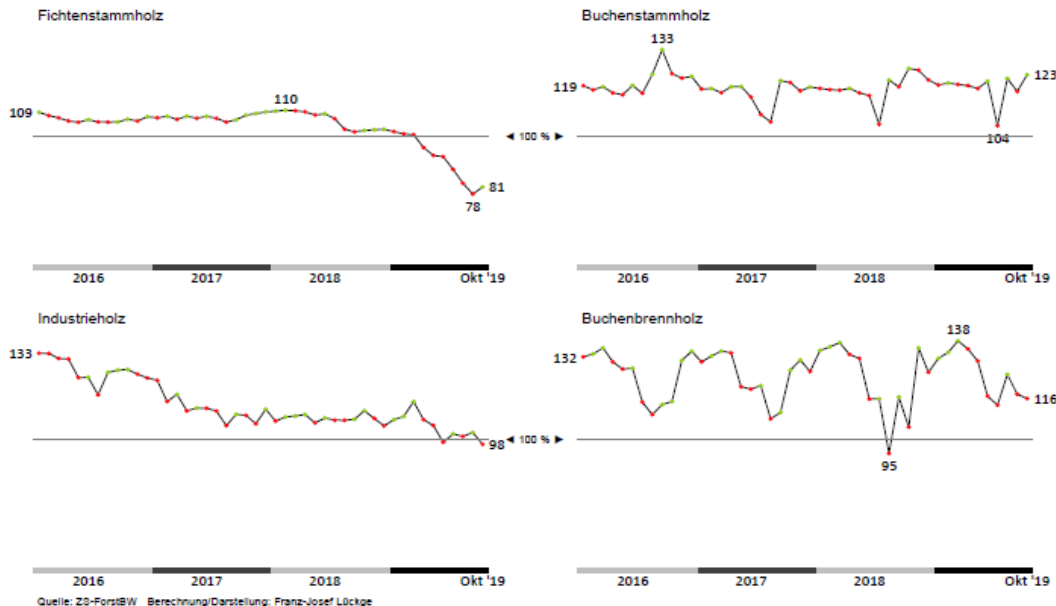 Fichtenstammholz
109
110
78
81
2016 2017 2018 Okt '19
Buchenstammholz
119
133
104
123
◄ 100 % ►
2016 2017 2018 Okt '19
Industrieholz
133
98
2016 2017 2018 Okt '19
Buchenbrennholz
132
95
138
116
◄ 100 % ►
2016 2017 2018 Okt '19
Quelle: ZS-ForstBW Berechnung/Darstellung: Franz-Josef Lückge